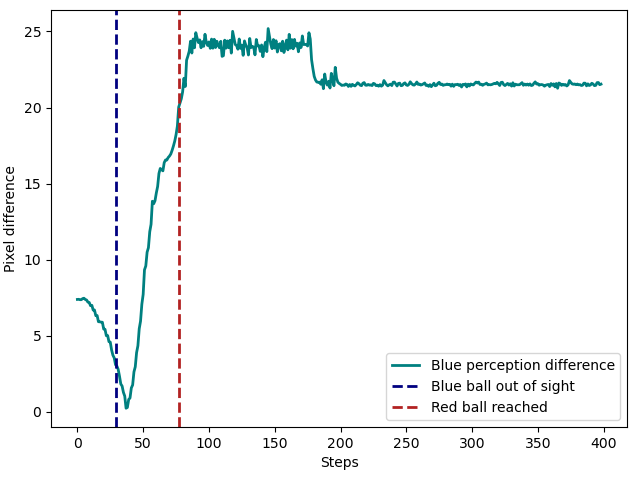 Pixel difference
25
20
15
10
5
0
0 50 100 150 200 250 300 350 400
Steps
Blue perception difference
Blue ball out of sight
Red ball reached